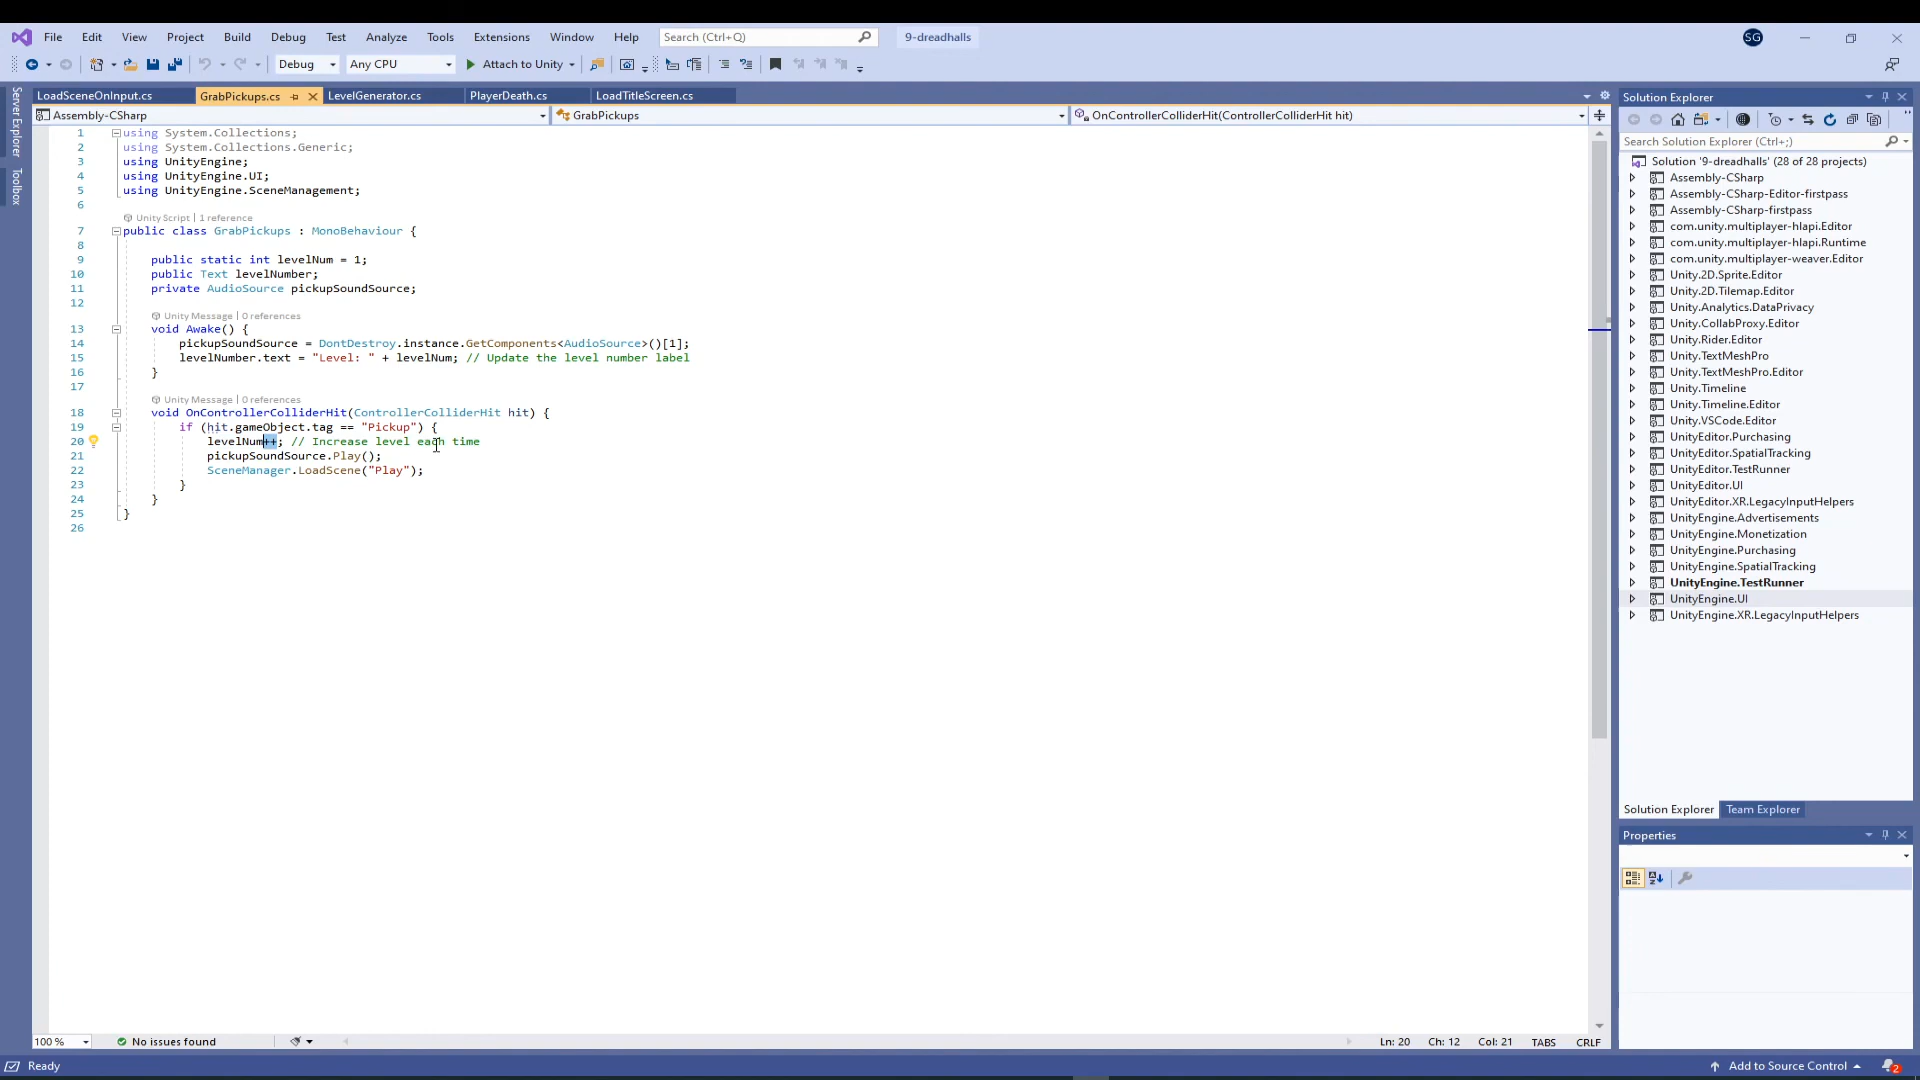 File Edit View Project Build Debug Test Analyze Tools Extensions Window Help Search (Ctrl+Q) 9-dreadhalls SG
Debug Any CPU Attach to Unity
LoadSceneOnInput.cs GrabPickups.cs LevelGenerator.cs PlayerDeath.cs LoadTitleScreen.cs
Assembly-CSharp GrabPickups OnControllerColliderHit(ControllerColliderHit hit)
Server Explorer
Toolbox
1 using System.Collections;
2 using System.Collections.Generic;
3 using UnityEngine;
4 using UnityEngine.UI;
5 using UnityEngine.SceneManagement;
6
Unity Script | 1 reference
7 public class GrabPickups : MonoBehaviour {
8
9 public static int levelNum = 1;
10 public Text levelNumber;
11 private AudioSource pickupSoundSource;
12
Unity Message | 0 references
13 void Awake() {
14 pickupSoundSource = DontDestroy.instance.GetComponents<AudioSource>()[1];
15 levelNumber.text = "Level: " + levelNum; // Update the level number label
16 }
17
Unity Message | 0 references
18 void OnControllerColliderHit(ControllerColliderHit hit) {
19 if (hit.gameObject.tag == "Pickup") {
20 levelNum++; // Increase level each time
21 pickupSoundSource.Play();
22 SceneManager.LoadScene("Play");
23 }
24 }
25 }
26
100 % No issues found Ln: 20 Ch: 12 Col: 21 TABS CRLF
Solution Explorer
Search Solution Explorer (Ctrl+;)
Solution '9-dreadhalls' (28 of 28 projects)
Assembly-CSharp
Assembly-CSharp-Editor-firstpass
Assembly-CSharp-firstpass
com.unity.multiplayer-hlapi.Editor
com.unity.multiplayer-hlapi.Runtime
com.unity.multiplayer-weaver.Editor
Unity.2D.Sprite.Editor
Unity.2D.Tilemap.Editor
Unity.Analytics.DataPrivacy
Unity.CollabProxy.Editor
Unity.Rider.Editor
Unity.TextMeshPro
Unity.TextMeshPro.Editor
Unity.Timeline
Unity.Timeline.Editor
Unity.VSCode.Editor
UnityEditor.Purchasing
UnityEditor.SpatialTracking
UnityEditor.TestRunner
UnityEditor.UI
UnityEditor.XR.LegacyInputHelpers
UnityEngine.Advertisements
UnityEngine.Monetization
UnityEngine.Purchasing
UnityEngine.SpatialTracking
UnityEngine.TestRunner
UnityEngine.UI
UnityEngine.XR.LegacyInputHelpers
Solution Explorer Team Explorer
Properties
Ready Add to Source Control 2